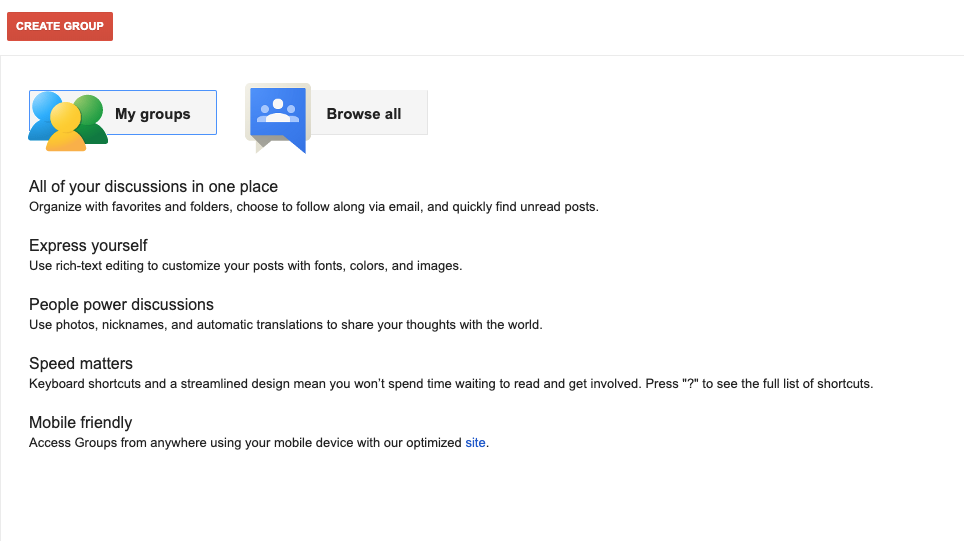 CREATE GROUP
My groups
Browse all
All of your discussions in one place
Organize with favorites and folders, choose to follow along via email, and quickly find unread posts.
Express yourself
Use rich-text editing to customize your posts with fonts, colors, and images.
People power discussions
Use photos, nicknames, and automatic translations to share your thoughts with the world.
Speed matters
Keyboard shortcuts and a streamlined design mean you won’t spend time waiting to read and get involved. Press "?" to see the full list of shortcuts.
Mobile friendly
Access Groups from anywhere using your mobile device with our optimized site.